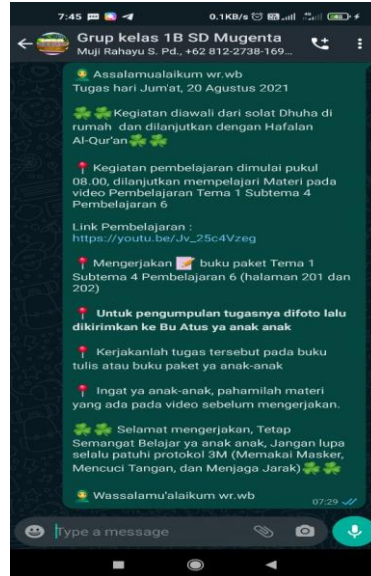 7:45
0.1KB/s
Grup kelas 1B SD Mugenta
Muji Rahayu S. Pd., +62 812-2738-169...
Assalamualaikum wr.wb
Tugas hari Jum'at, 20 Agustus 2021
Kegiatan diawali dari solat Dhuha di
rumah dan dilanjutkan dengan Hafalan
Al-Qur'an
Kegiatan pembelajaran dimulai pukul
08.00, dilanjutkan mempelajari Materi pada
video Pembelajaran Tema 1 Subtema 4
Pembelajaran 6
Link Pembelajaran :
https://youtu.be/Jv_25c4Vzeg
Mengerjakan 📝 buku paket Tema 1
Subtema 4 Pembelajaran 6 (halaman 201 dan
202)
Untuk pengumpulan tugasnya difoto lalu
dikirimkan ke Bu Atus ya anak anak
Kerjakanlah tugas tersebut pada buku
tulis atau buku paket ya anak-anak
Ingat ya anak-anak, pahamilah materi
yang ada pada video sebelum mengerjakan.
Selamat mengerjakan, Tetap
Semangat Belajar ya anak anak, Jangan lupa
selalu patuhi protokol 3M (Memakai Masker,
Mencuci Tangan, dan Menjaga Jarak)
Wassalamu'alaikum wr.wb
07:29
Type a message